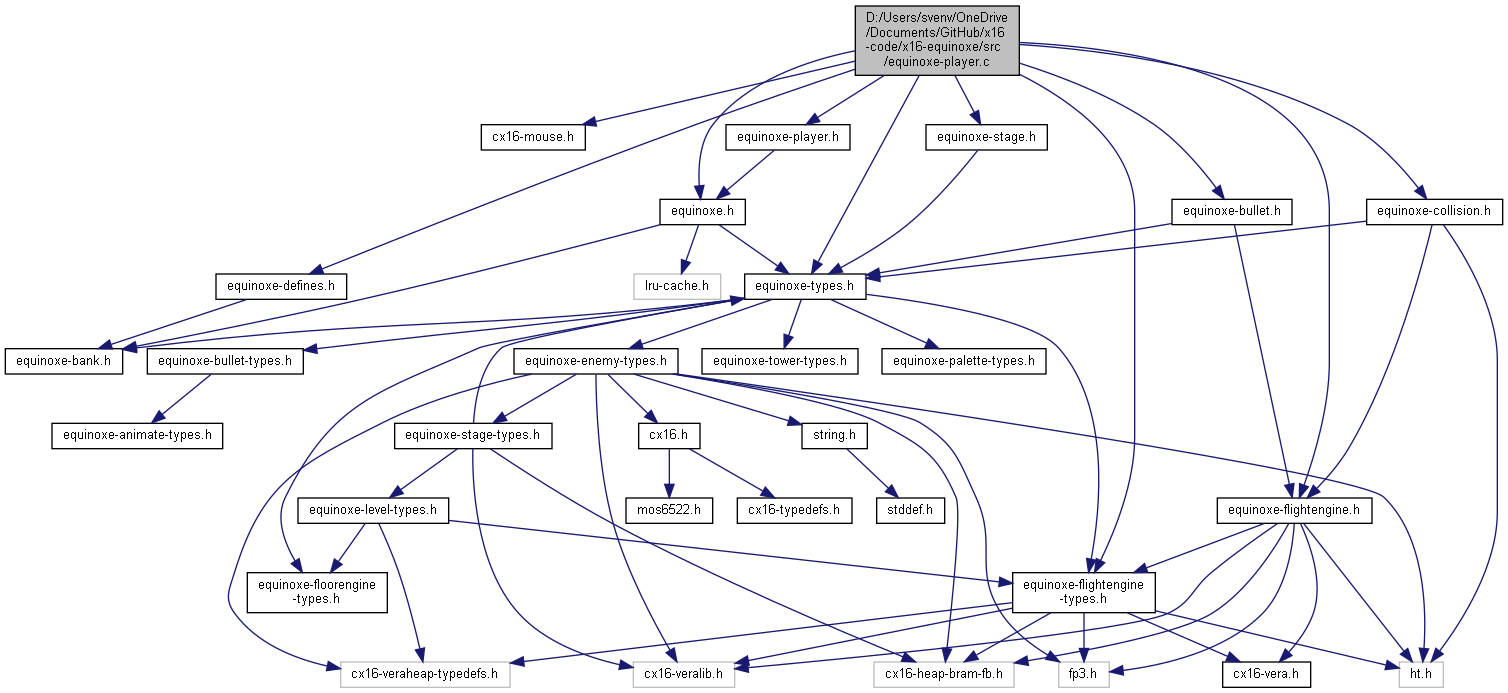 D:/Users/svenv/OneDrive
/Documents/GitHub/x16
-code/x16-equinoxe/src
/equinoxe-player.c
cx16-mouse.h
equinoxe-player.h
equinoxe-stage.h
equinoxe.h
equinoxe-bullet.h
equinoxe-collision.h
equinoxe-defines.h
lru-cache.h
equinoxe-types.h
equinoxe-bank.h
equinoxe-bullet-types.h
equinoxe-enemy-types.h
equinoxe-tower-types.h
equinoxe-palette-types.h
equinoxe-animate-types.h
equinoxe-stage-types.h
cx16.h
string.h
equinoxe-level-types.h
mos6522.h
cx16-typedefs.h
stddef.h
equinoxe-flightengine.h
equinoxe-floorengine
-types.h
equinoxe-flightengine
-types.h
cx16-veraheap-typedefs.h
cx16-veralib.h
cx16-heap-bram-fb.h
fp3.h
cx16-vera.h
ht.h